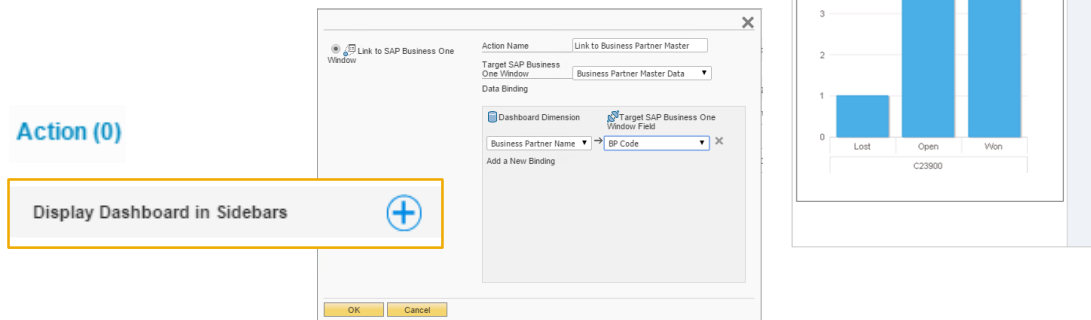 Action (0)
Display Dashboard in Sidebars
Link to SAP Business One
Window
Action Name
Link to Business Partner Master
Target SAP Business
One Window
Business Partner Master Data
Data Binding
Dashboard Dimension
Target SAP Business One
Window Field
Business Partner Name
BP Code
Add a New Binding
OK
Cancel
3
2
1
0
Lost
Open
Won
C23900